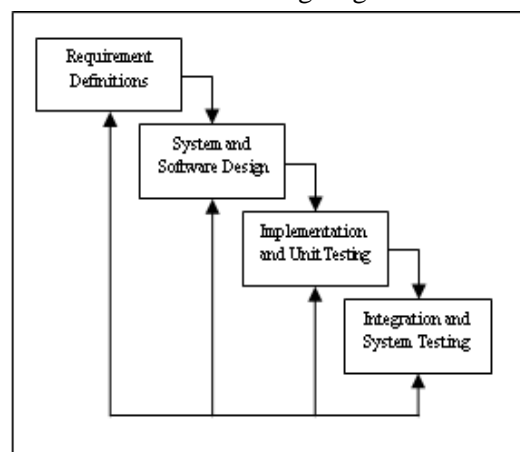 Requirement
Definitions
System and
Software Design
Implementation
and Unit Testing
Integration and
System Testing